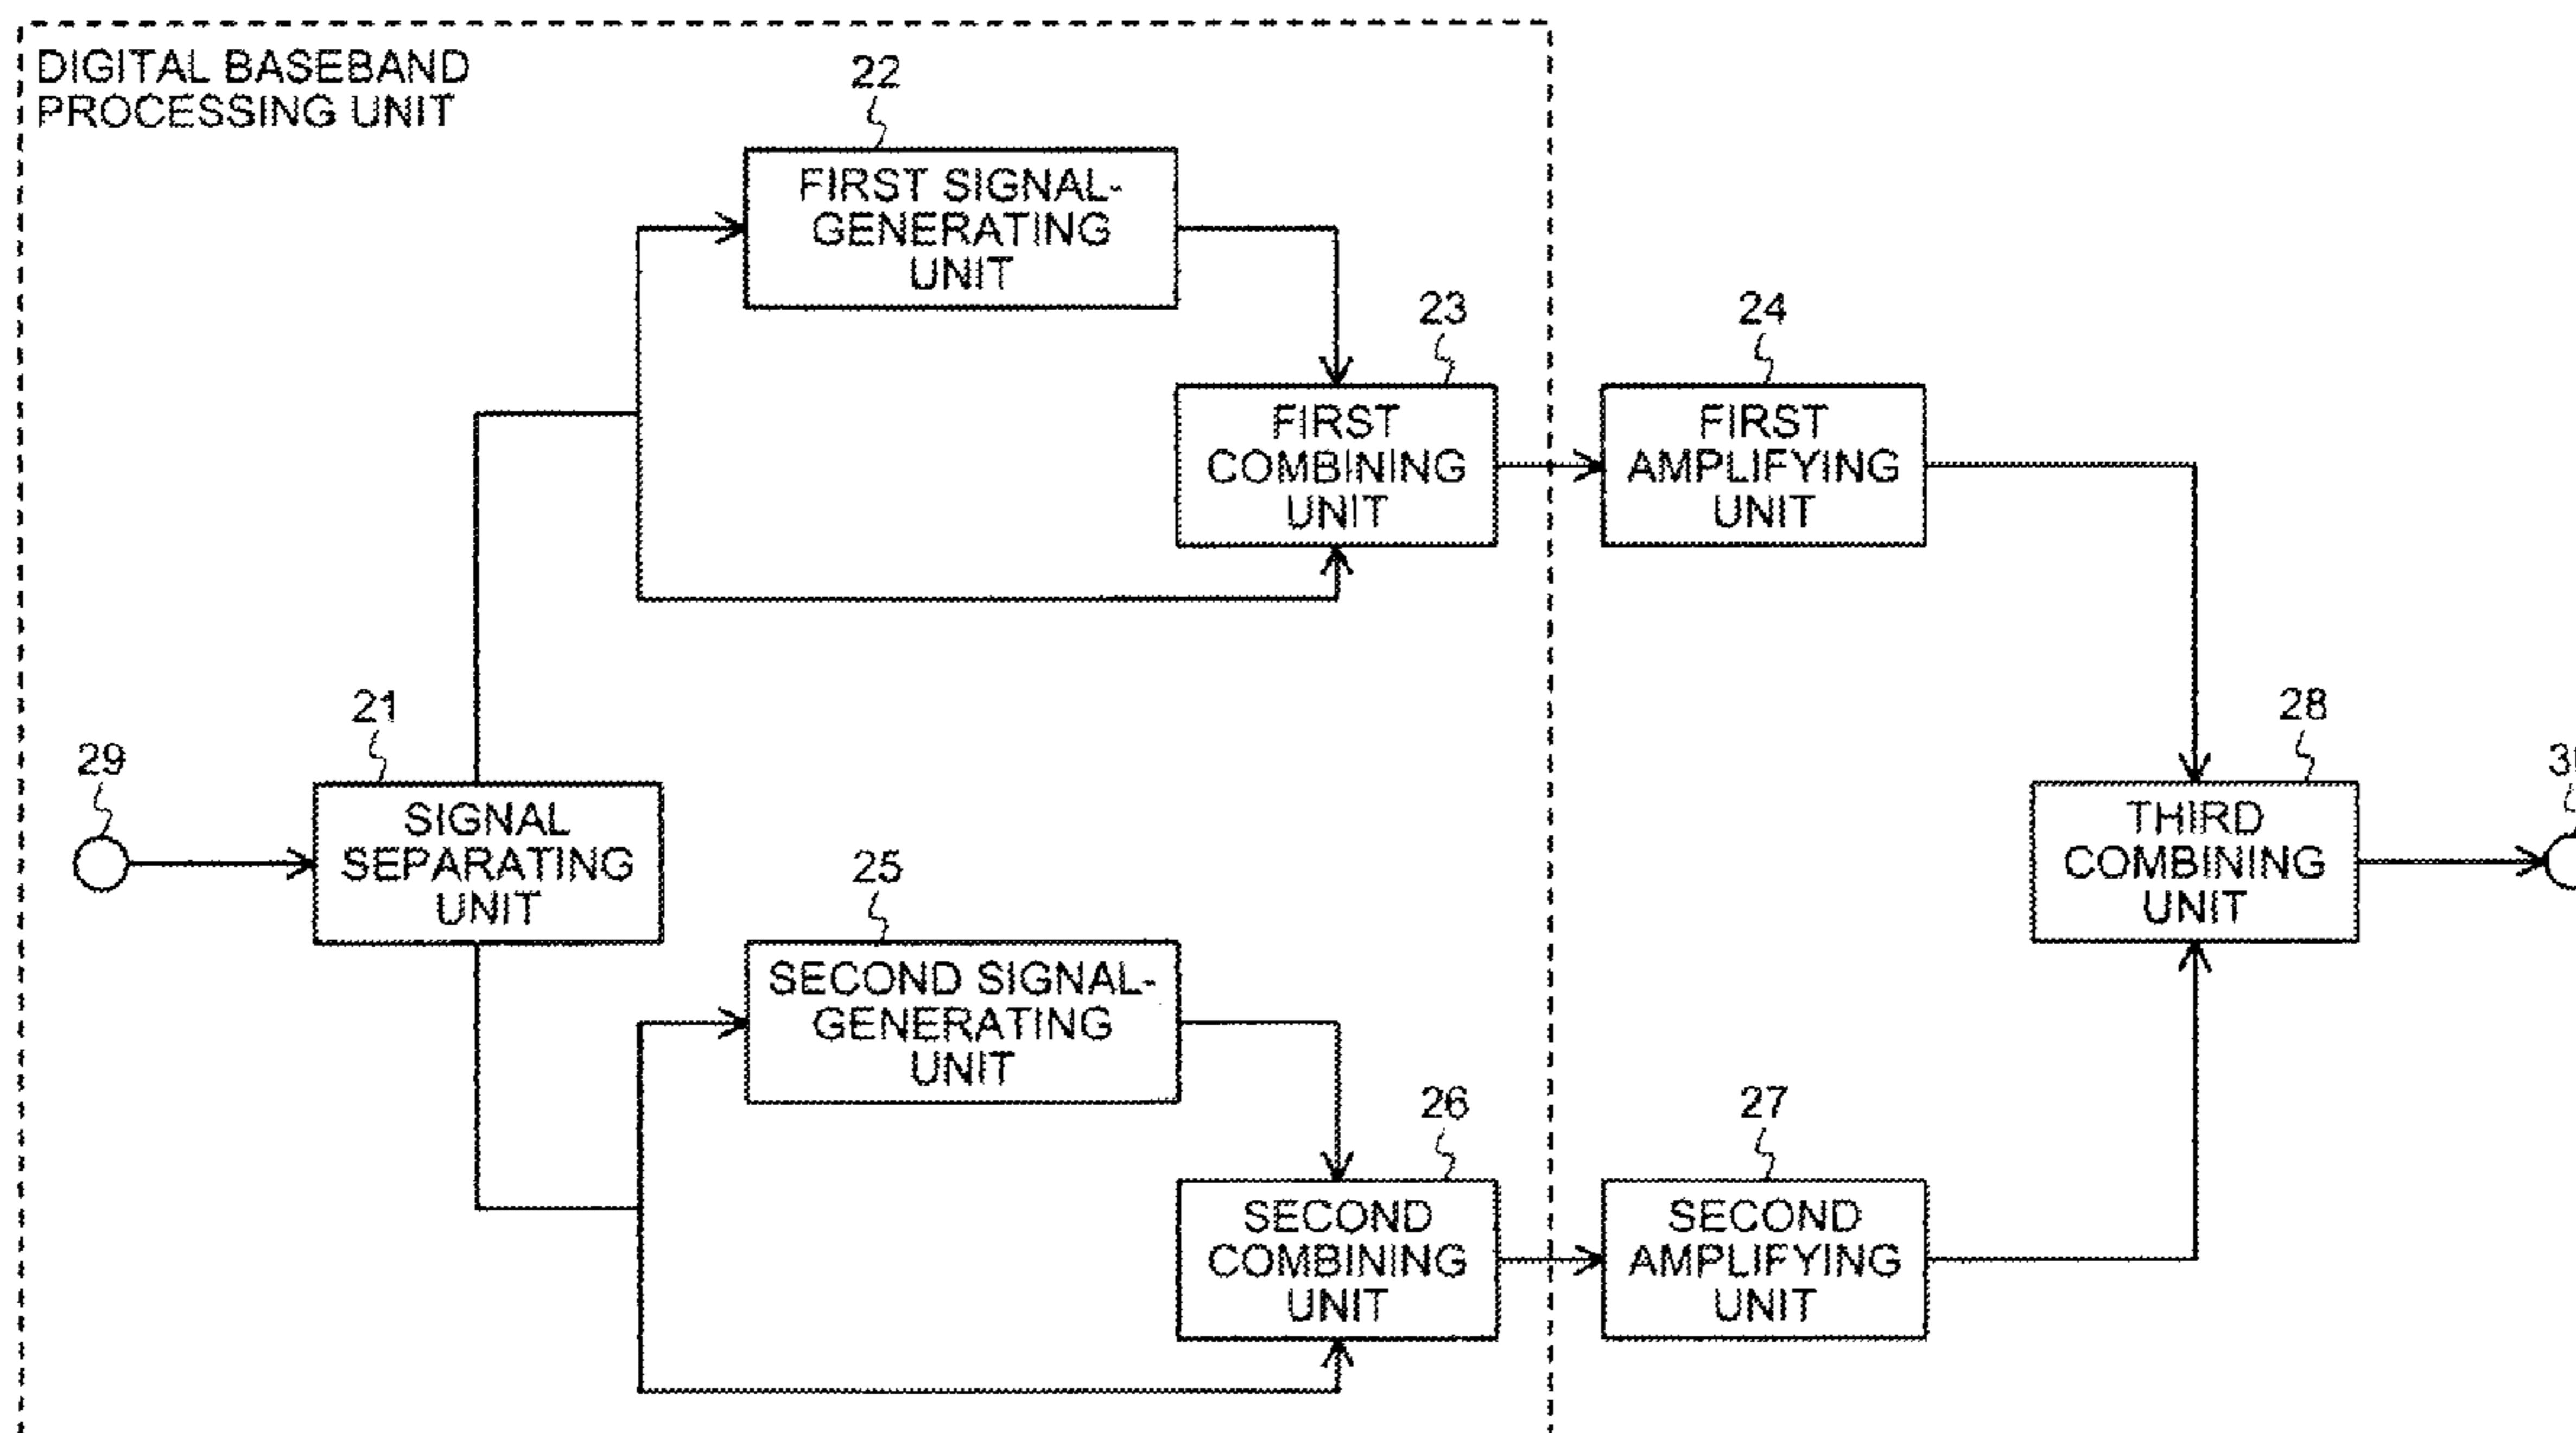 DIGITAL BASEBAND
PROCESSING UNIT
22
FIRST SIGNAL-
GENERATING
UNIT
23
FIRST
COMBINING
UNIT
24
FIRST
AMPLIFYING
UNIT
29
21
SIGNAL
SEPARATING
UNIT
25
SECOND SIGNAL-
GENERATING
UNIT
26
SECOND
COMBINING
UNIT
27
SECOND
AMPLIFYING
UNIT
28
THIRD
COMBINING
UNIT